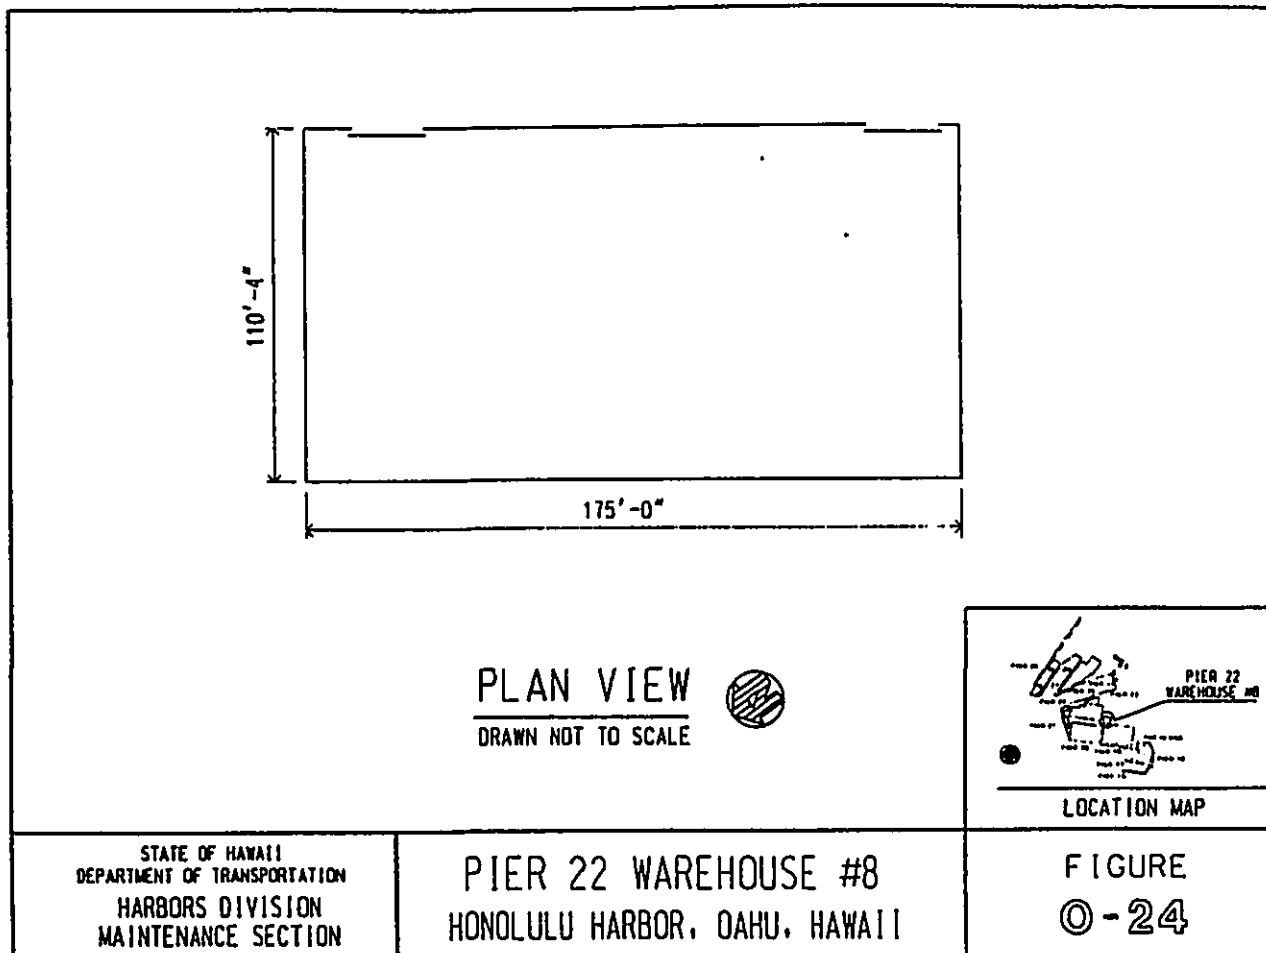 110'-4"
175'-0"
PLAN VIEW
DRAWN NOT TO SCALE
PIER 22
WAREHOUSE #8
LOCATION MAP
STATE OF HAWAII
DEPARTMENT OF TRANSPORTATION
HARBORS DIVISION
MAINTENANCE SECTION
PIER 22 WAREHOUSE #8
HONOLULU HARBOR, OAHU, HAWAII
FIGURE
O-24